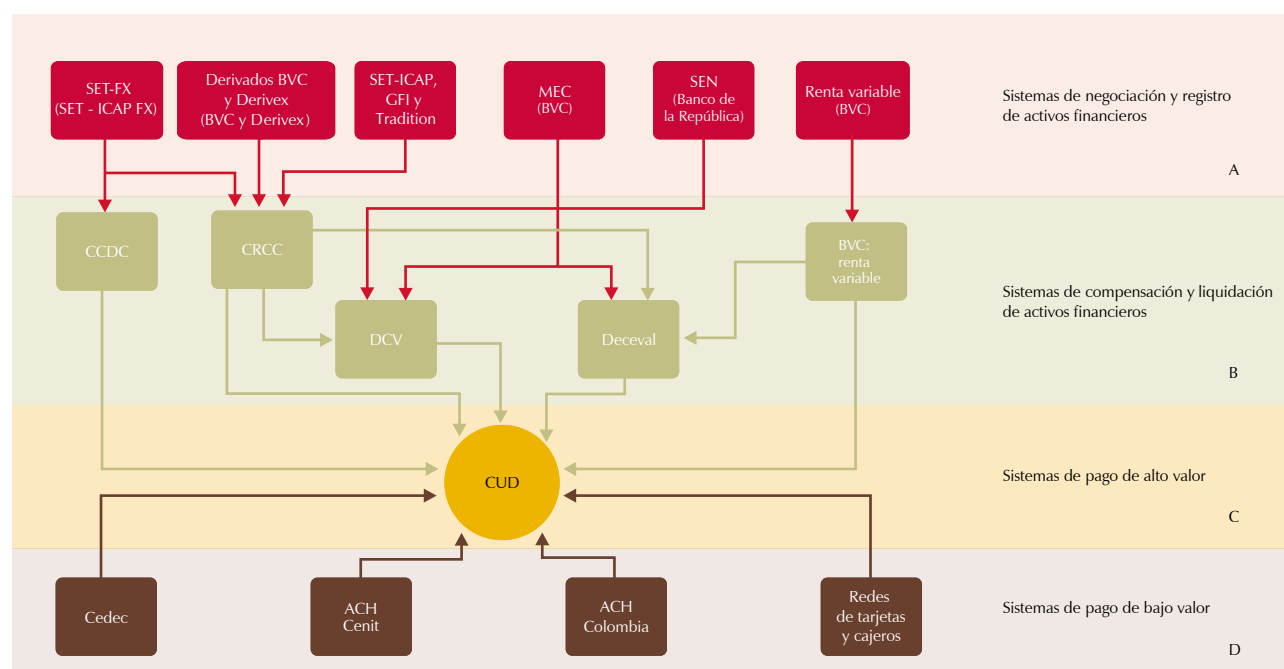 SET-FX
(SET - ICAP FX)
Derivados BVC
y Derivex
(BVC y Derivex)
SET-ICAP,
GFI y
Tradition
MEC
(BVC)
SEN
(Banco de
la República)
Renta variable
(BVC)
Sistemas de negociación y registro
de activos financieros
A
CCDC
CRCC
BVC:
renta
variable
DCV
Deceval
Sistemas de compensación y liquidación
de activos financieros
B
CUD
Sistemas de pago de alto valor
C
Cedec
ACH
Cenit
ACH
Colombia
Redes
de tarjetas
y cajeros
Sistemas de pago de bajo valor
D